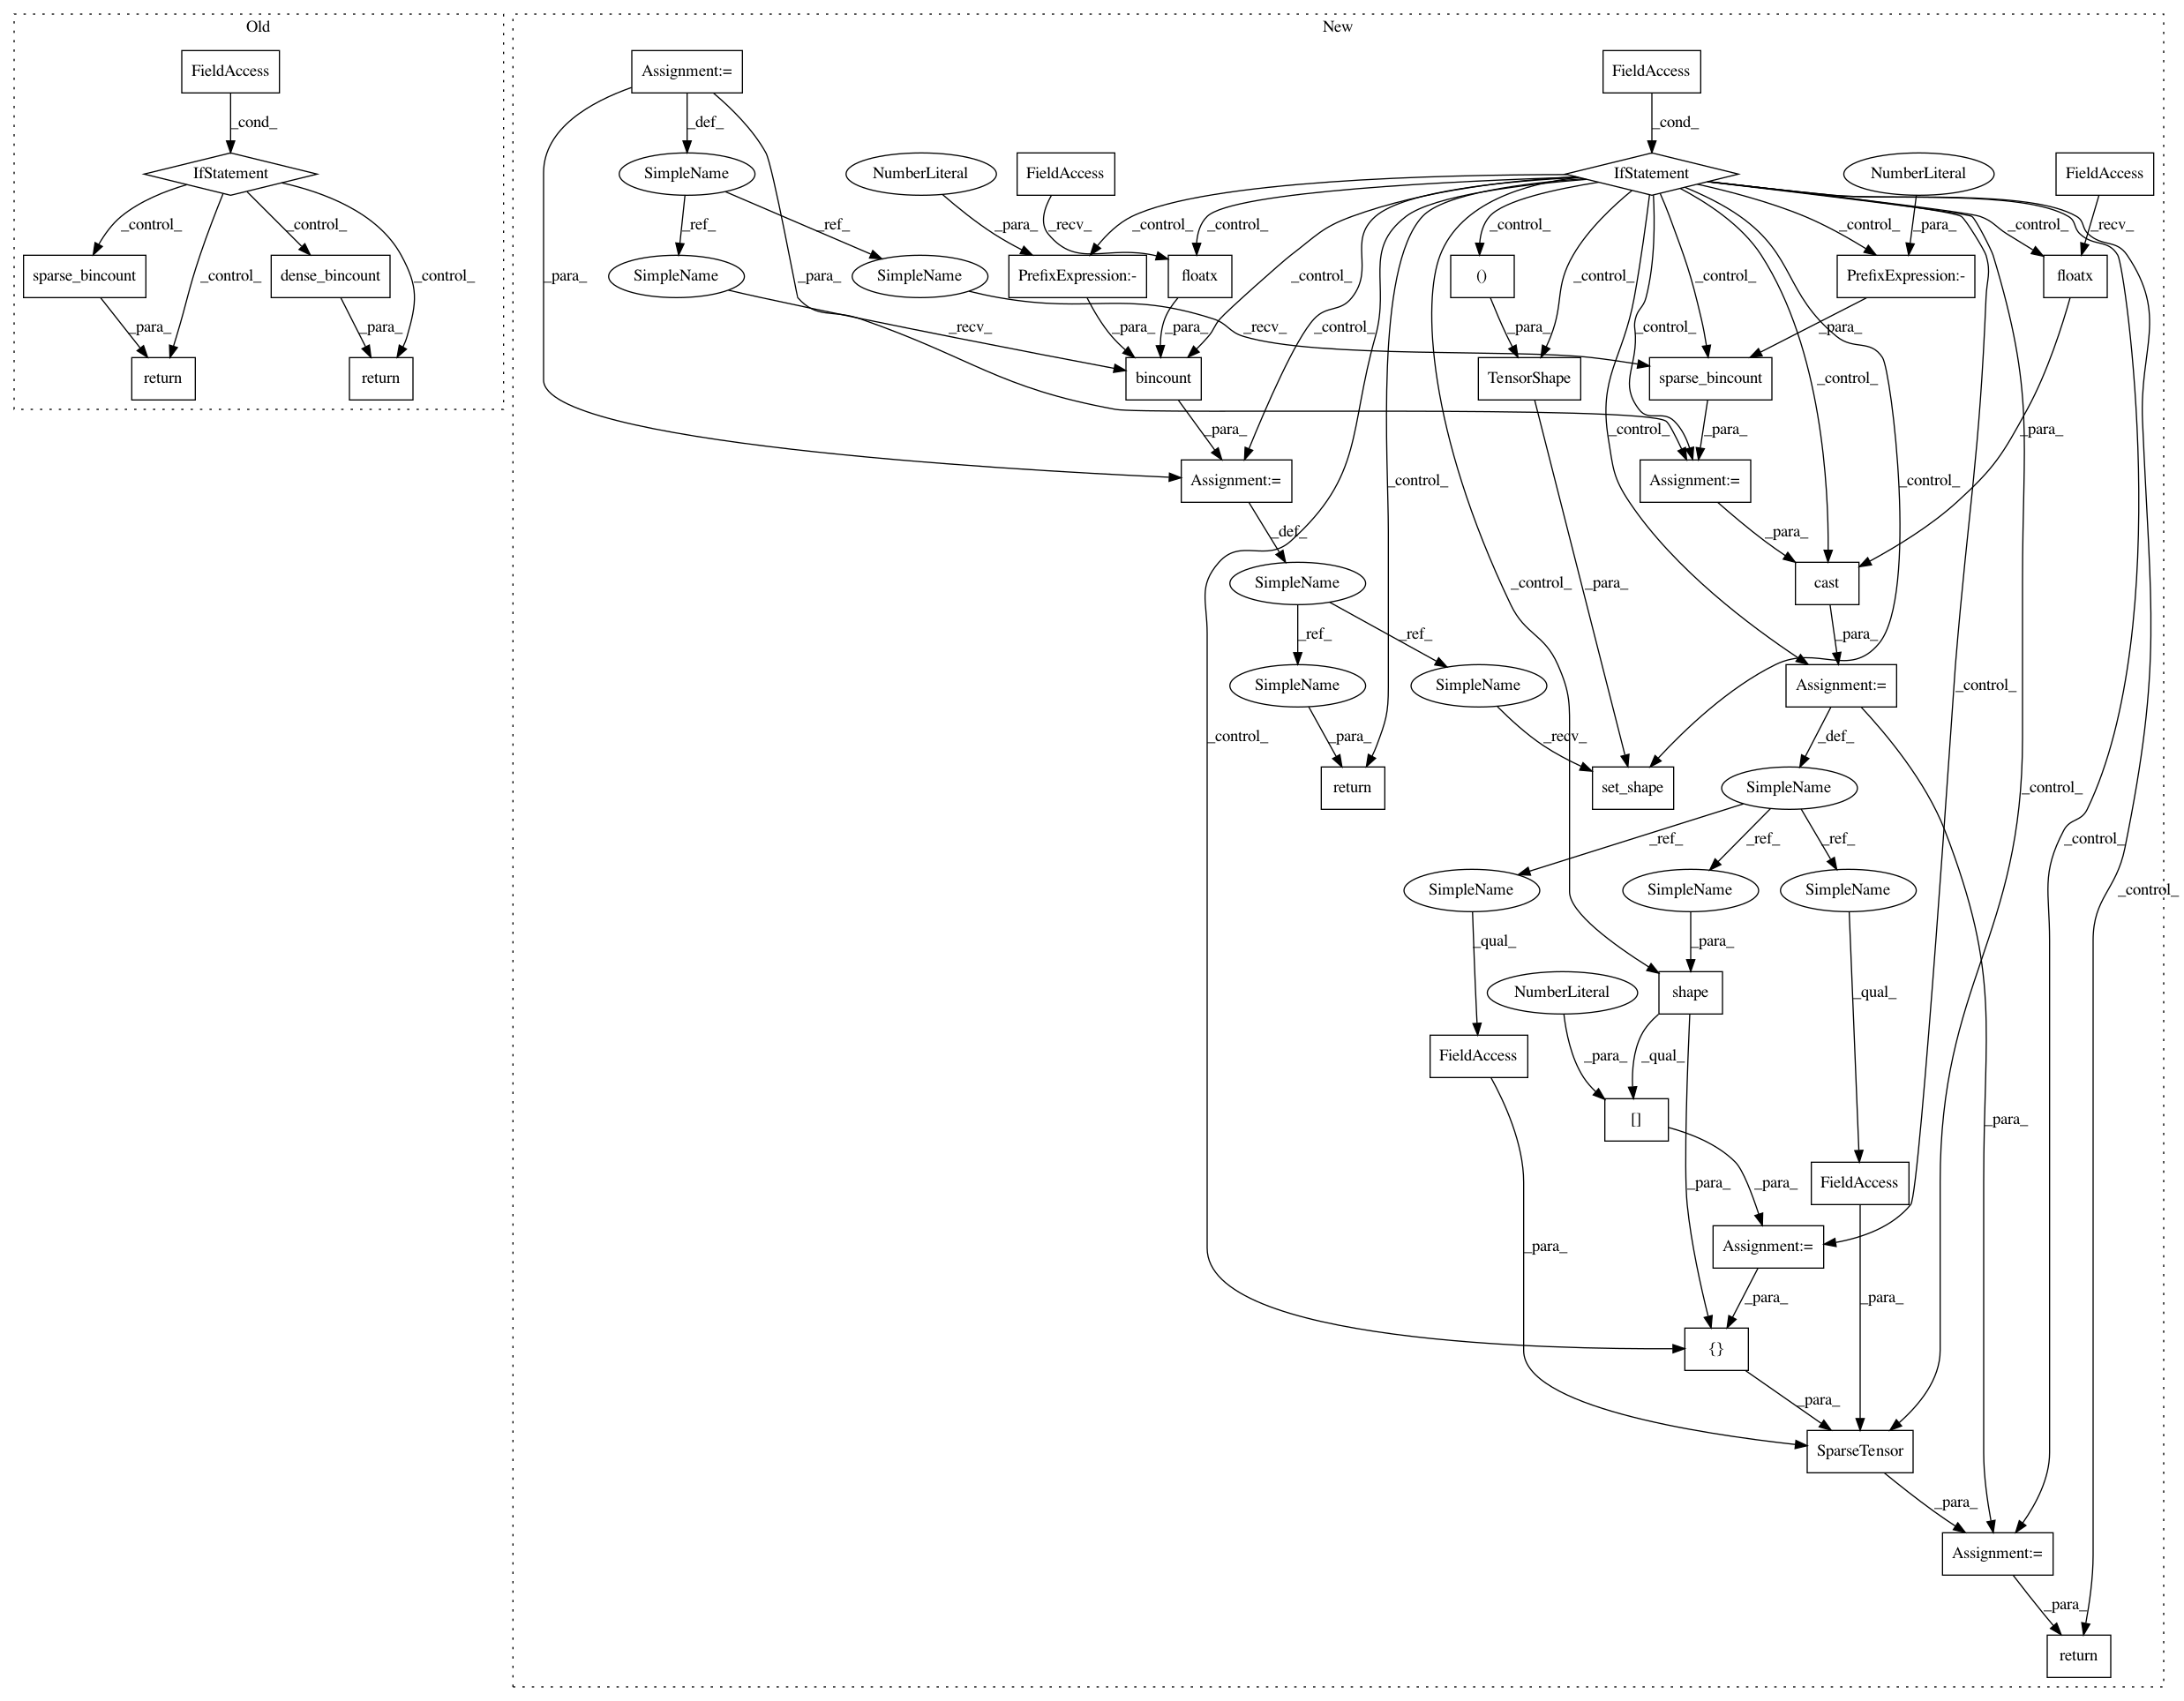 Old
New
FieldAccess
Assignment:=
FieldAccess
_cond_
_def_
_cond_
IfStatement
SimpleName
NumberLiteral
FieldAccess
IfStatement
NumberLiteral
FieldAccess
_control_
_control_
_control_
_control_
_para_
_ref_
_ref_
_para_
_recv_
_control_
_control_
_control_
_control_
_control_
_control_
_para_
_control_
_recv_
sparse_bincount
dense_bincount
SimpleName
SimpleName
PrefixExpression:-
floatx
()
PrefixExpression:-
floatx
_para_
_para_
_para_
_recv_
_recv_
_para_
_para_
_control_
_para_
_control_
_para_
return
return
bincount
TensorShape
sparse_bincount
_control_
_para_
_control_
_para_
_para_
Assignment:=
Assignment:=
_control_
_control_
_def_
_control_
_para_
_para_
SimpleName
cast
_ref_
_ref_
_para_
SimpleName
SimpleName
Assignment:=
_control_
_control_
_para_
_recv_
_def_
return
set_shape
SimpleName
_control_
_ref_
_ref_
_ref_
_control_
SimpleName
SimpleName
SimpleName
_control_
_qual_
_para_
_qual_
NumberLiteral
shape
FieldAccess
_para_
_qual_
[]
_para_
_para_
_para_
FieldAccess
Assignment:=
_para_
_para_
_para_
{}
_para_
SparseTensor
_para_
Assignment:=
_para_
return